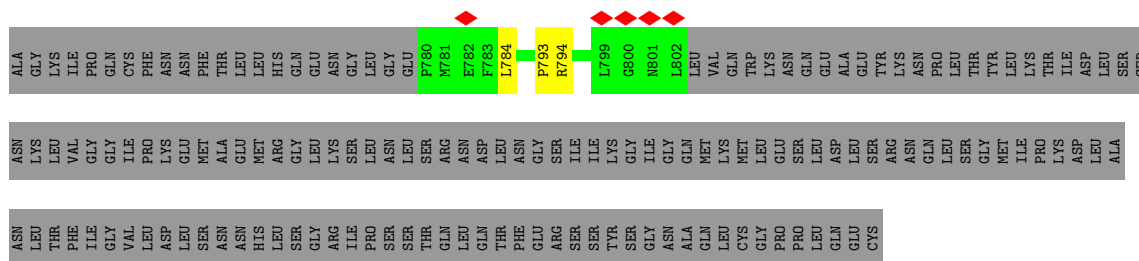 ALA GLY LYS ILE PRO GLN CYS PHE ASN ASN PHE THR LEU LEU HIS GLN GLU ASN GLY LEU GLY GLU P780 M781 E782 F783 L784 P793 R794 L799 G800 N801 L802 LEU VAL GLN TRP LYS ASN GLN GLU ALA GLU TYR LYS ASN PRO LEU THR TYR LEU LYS THR ILE ASP LEU SER
ASN LYS LEU VAL GLY GLY ILE PRO LYS GLU MET ALA GLU MET ARG GLY LEU LYS SER LEU ASN LEU SER ARG ASN ASP LEU ASN GLY SER ILE ILE LYS GLY ILE GLY GLN MET LYS MET LEU GLU SER LEU ASP LEU SER ARG ASN GLN LEU SER GLY MET ILE PRO LYS ASP LEU ALA
ASN LEU THR PHE ILE GLY VAL LEU ASP LEU SER ASN ASN HIS LEU SER GLY ARG ILE PRO SER SER THR GLN LEU GLN THR PHE GLU ARG SER SER TYR SER GLY ASN ALA GLN LEU CYS GLY PRO PRO LEU GLN GLU CYS